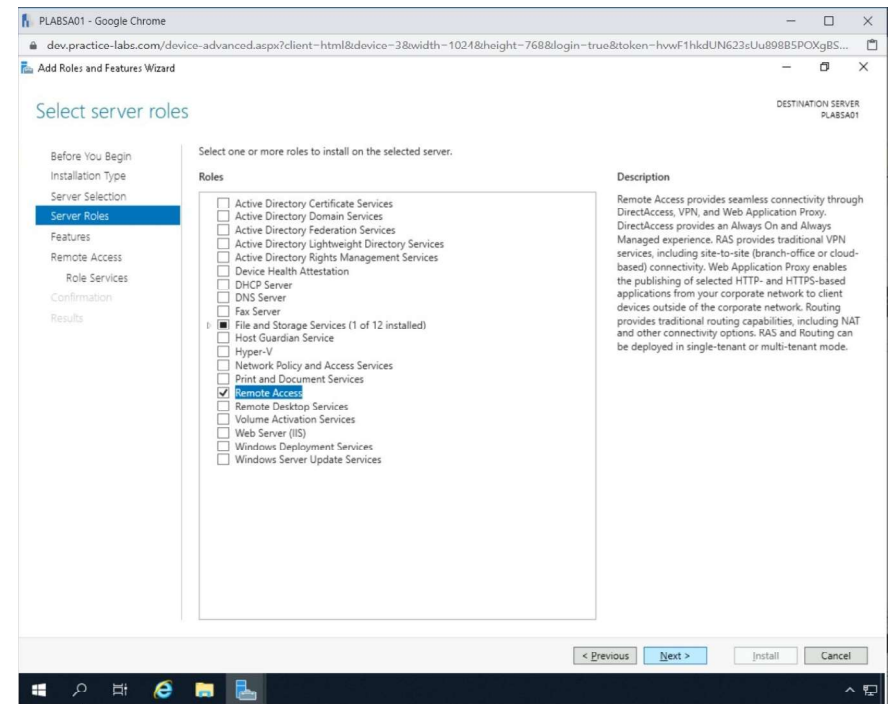 PLABSA01 - Google Chrome
dev.practice-labs.com/device-advanced.aspx?client=html&device=3&width=1024&height=768&login=true&token=hvwF1hkdUN623sUu898B5POXgBS...
Add Roles and Features Wizard
Select server roles
DESTINATION SERVER
PLABSA01
Before You Begin
Installation Type
Server Selection
Server Roles
Features
Remote Access
Role Services
Confirmation
Results
Select one or more roles to install on the selected server.
Roles
Active Directory Certificate Services
Active Directory Domain Services
Active Directory Federation Services
Active Directory Lightweight Directory Services
Active Directory Rights Management Services
Device Health Attestation
DHCP Server
DNS Server
Fax Server
File and Storage Services (1 of 12 installed)
Host Guardian Service
Hyper-V
Network Policy and Access Services
Print and Document Services
Remote Access
Remote Desktop Services
Volume Activation Services
Web Server (IIS)
Windows Deployment Services
Windows Server Update Services
Description
Remote Access provides seamless connectivity through
DirectAccess, VPN, and Web Application Proxy.
DirectAccess provides an Always On and Always
Managed experience. RAS provides traditional VPN
services, including site-to-site (branch-office or cloud-
based) connectivity. Web Application Proxy enables
the publishing of selected HTTP- and HTTPS-based
applications from your corporate network to client
devices outside of the corporate network. Routing
provides traditional routing capabilities, including NAT
and other connectivity options. RAS and Routing can
be deployed in single-tenant or multi-tenant mode.
< Previous
Next >
Install
Cancel